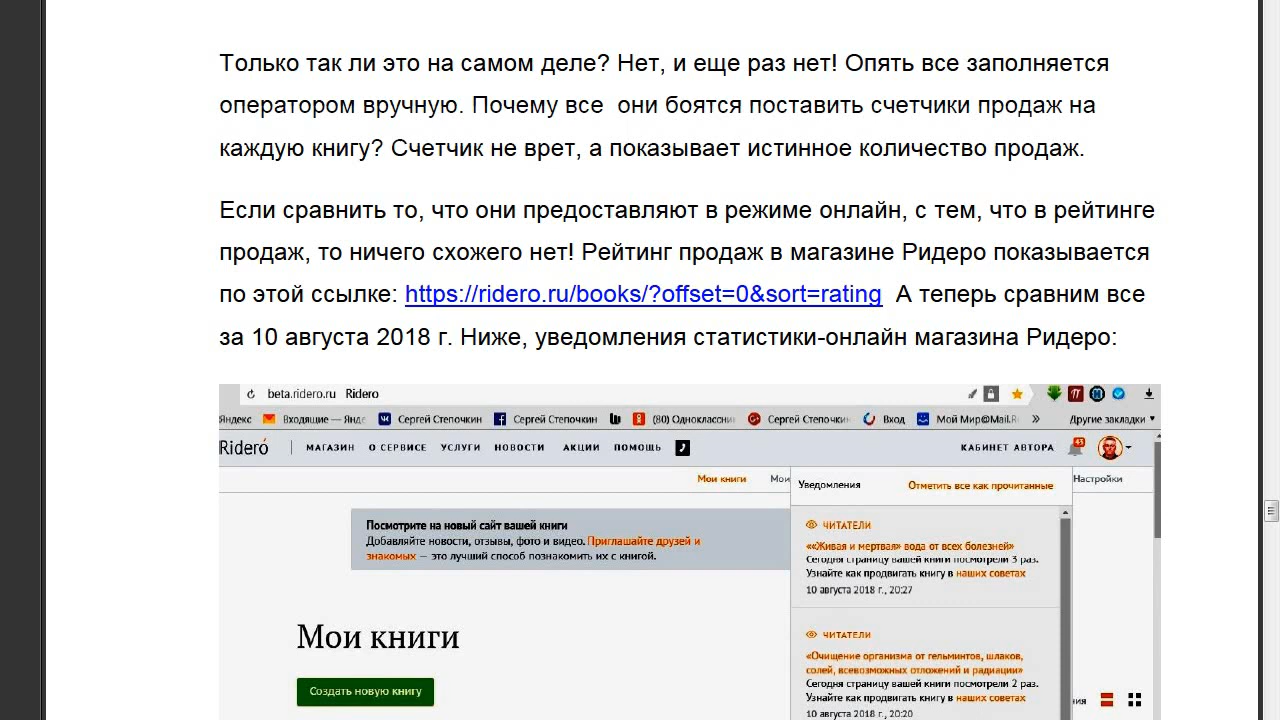 Только так ли это на самом деле? Нет, и еще раз нет! Опять все заполняется
оператором вручную. Почему все они боятся поставить счетчики продаж на
каждую книгу? Счетчик не врет, а показывает истинное количество продаж.
Если сравнить то, что они предоставляют в режиме онлайн, с тем, что в рейтинге
продаж, то ничего схожего нет! Рейтинг продаж в магазине Ридеро показывается
по этой ссылке: https://ridero.ru/books/?offset=0&sort=rating А теперь сравним все
за 10 августа 2018 г. Ниже, уведомления статистики-онлайн магазина Ридеро:
beta.ridero.ru Ridero
Яндекс Входящие — Янде Сергей Степочкин Сергей Степочкин (80) Одноклассни Сергей Степочкин Вход Мой Мир@Mail.Ru » Другие закладки
Rideró МАГАЗИН О СЕРВИСЕ УСЛУГИ НОВОСТИ АКЦИИ ПОМОЩЬ КАБИНЕТ АВТОРА 43
Мои книги Мои Уведомления Отметить все как прочитанные Настройки
Посмотрите на новый сайт вашей книги
Добавляйте новости, отзывы, фото и видео. Приглашайте друзей и
знакомых — это лучший способ познакомить их с книгой.
ЧИТАТЕЛИ
««Живая и мертвая» вода от всех болезней»
Сегодня страницу вашей книги посмотрели 3 раз.
Узнайте как продвигать книгу в наших советах
10 августа 2018 г., 20:27
Мои книги
Создать новую книгу
ЧИТАТЕЛИ
«Очищение организма от гельминтов, шлаков,
солей, всевозможных отложений и радиации»
Сегодня страницу вашей книги посмотрели 2 раз.
Узнайте как продвигать книгу в наших советах
10 августа 2018 г., 20:20
ния